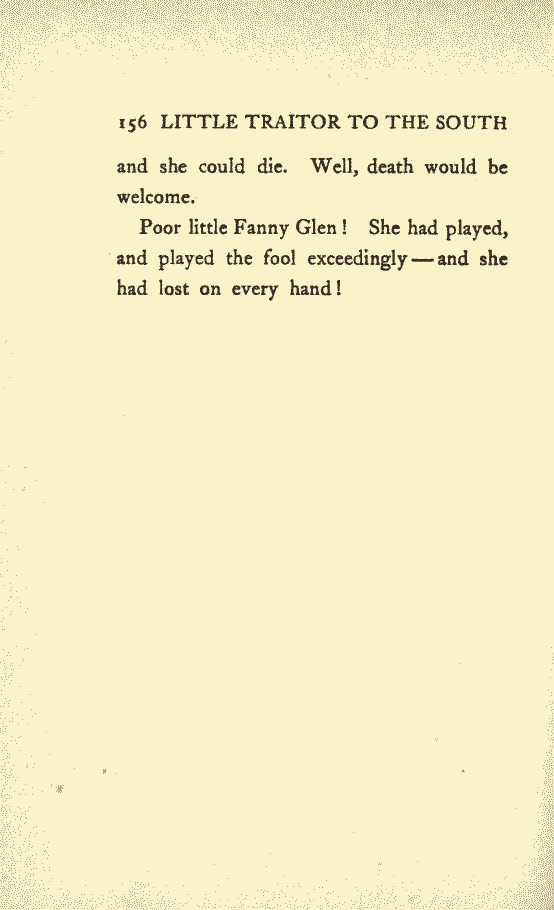 156 LITTLE TRAITOR TO THE SOUTH
and she could die. Well, death would be
welcome.
Poor little Fanny Glen! She had played,
and played the fool exceedingly—and she
had lost on every hand!